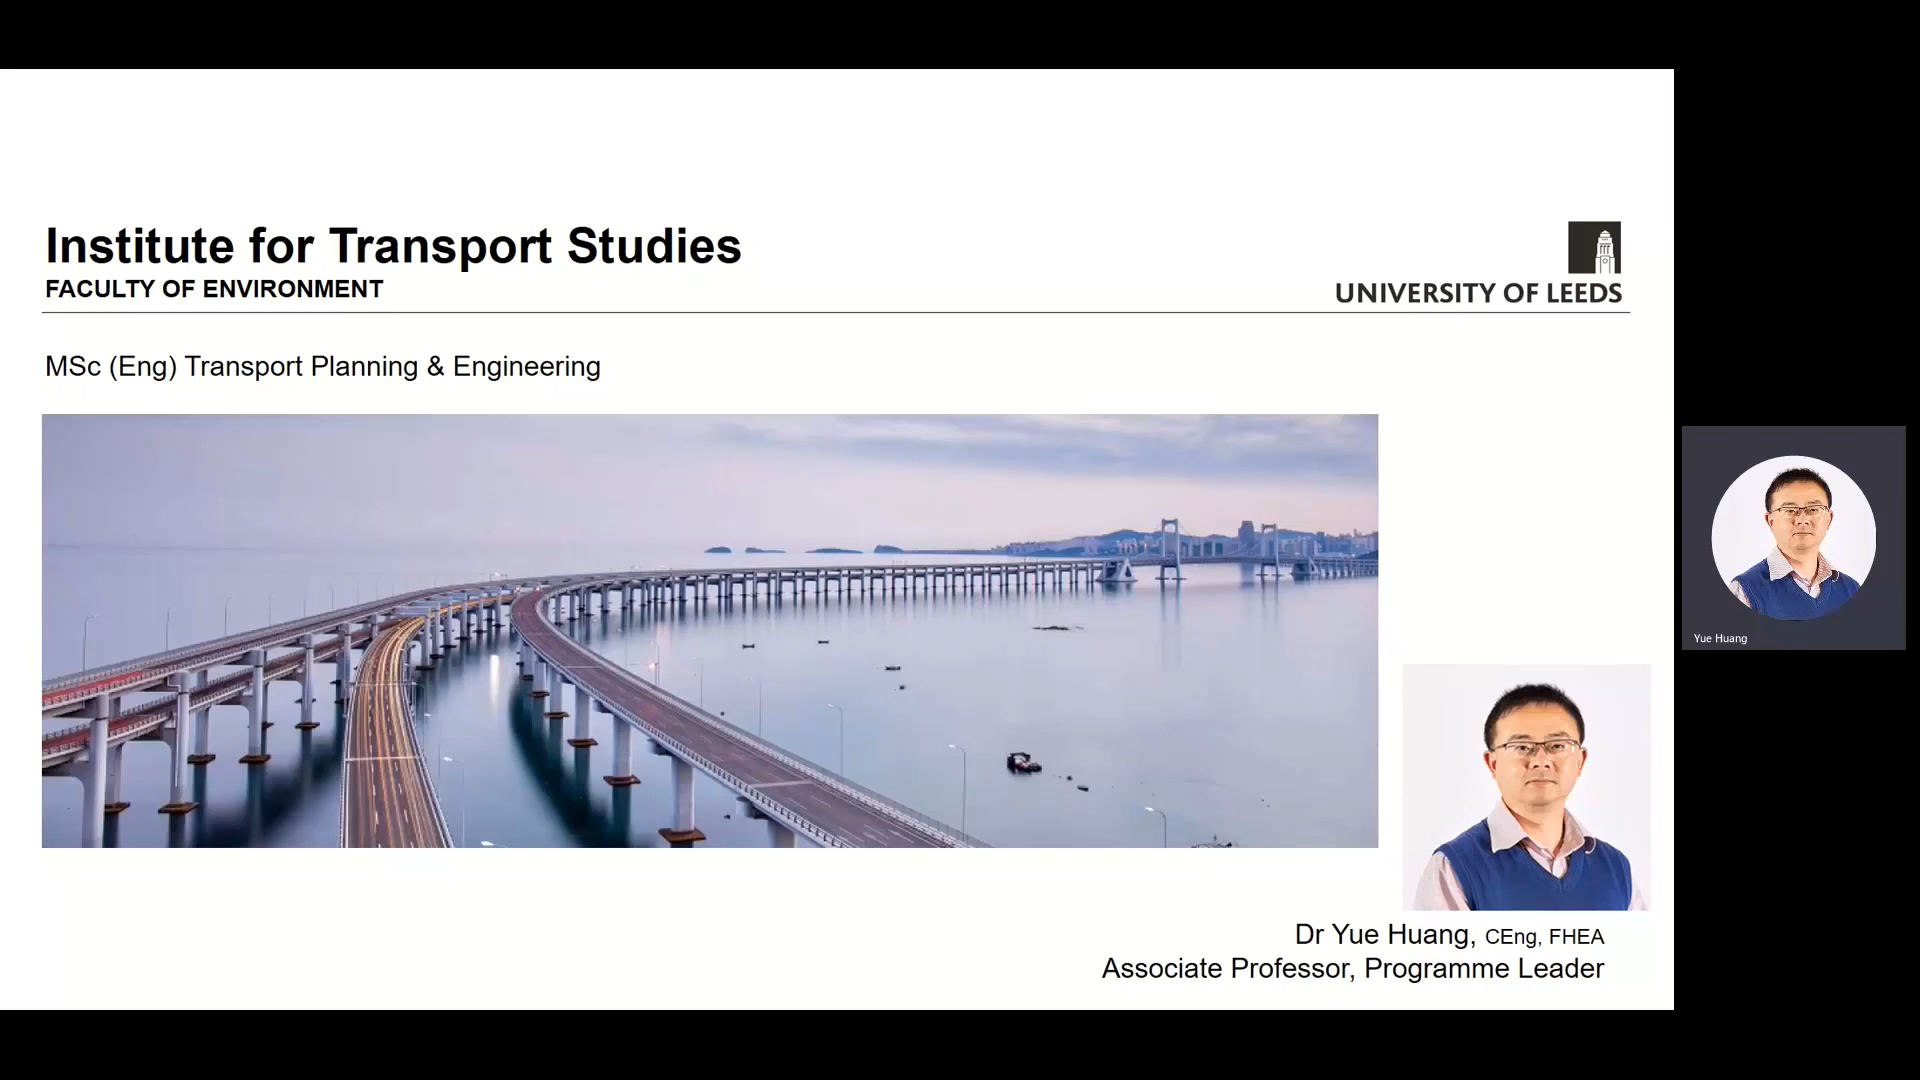 Institute for Transport Studies
FACULTY OF ENVIRONMENT
UNIVERSITY OF LEEDS
MSc (Eng) Transport Planning & Engineering
Yue Huang
Dr Yue Huang, CEng, FHEA
Associate Professor, Programme Leader